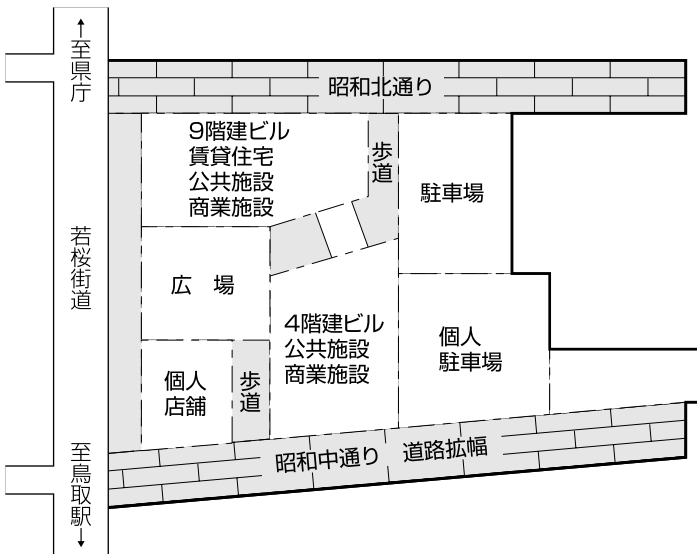 至県庁
昭和北通り
9階建ビル
賃貸住宅
公共施設
商業施設
歩道
駐車場
若桜街道
広　場
4階建ビル
公共施設
商業施設
個人
駐車場
個人
店舗
歩道
至鳥取駅
昭和中通り　道路拡幅